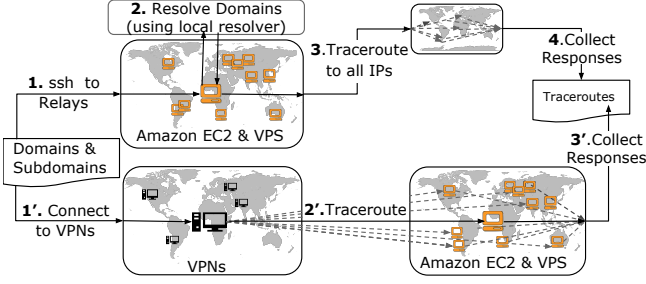 2. Resolve Domains
(using local resolver)
1. ssh to
Relays
3.Traceroute
to all IPs
4.Collect
Responses
Amazon EC2 & VPS
Traceroutes
Domains &
Subdomains
3'.Collect
Responses
1'. Connect
to VPNs
2'.Traceroute
VPNs
Amazon EC2 & VPS